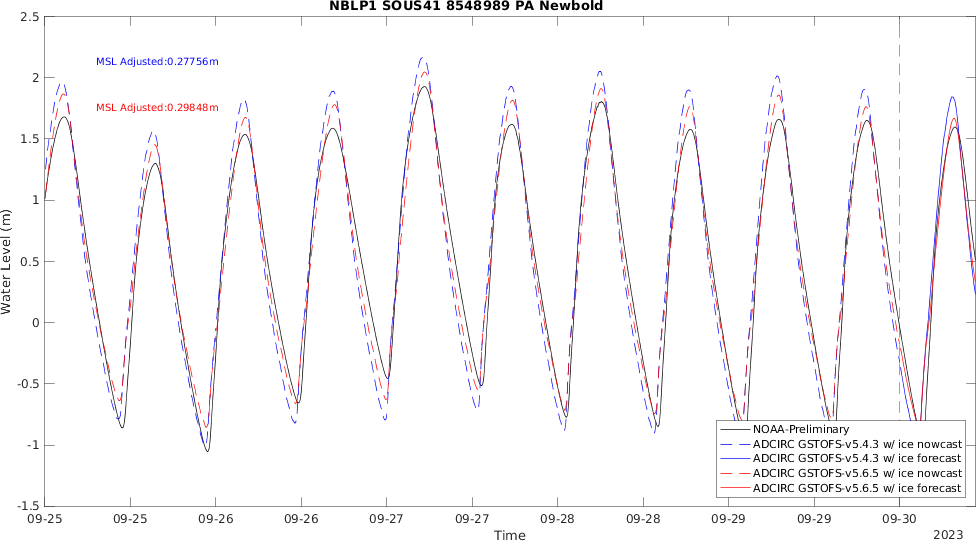 NBLP1 SOUS41 8548989 PA Newbold
2.5
2
1.5
1
0.5
0
-0.5
-1
-1.5
Water Level (m)
MSL Adjusted:0.27756m
MSL Adjusted:0.29848m
NOAA-Preliminary
ADCIRC GSTOFS-v5.4.3 w/ ice nowcast
ADCIRC GSTOFS-v5.4.3 w/ ice forecast
ADCIRC GSTOFS-v5.6.5 w/ ice nowcast
ADCIRC GSTOFS-v5.6.5 w/ ice forecast
09-25 09-25 09-26 09-26 09-27 09-27 09-28 09-28 09-29 09-29 09-30
Time
2023